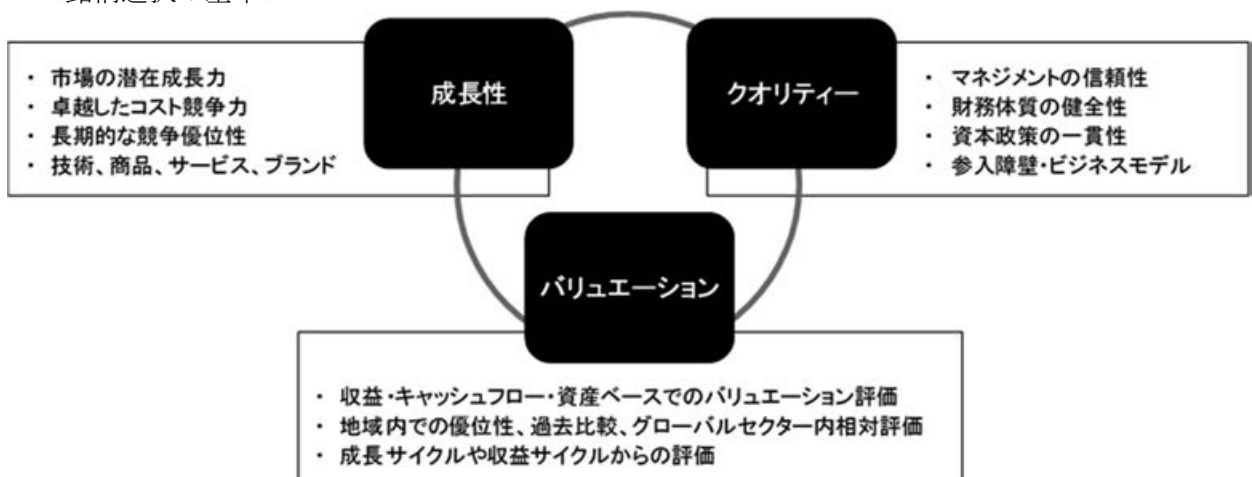 成長性
・ 市場の潜在成長力
・ 卓越したコスト競争力
・ 長期的な競争優位性
・ 技術、商品、サービス、ブランド
クオリティー
・ マネジメントの信頼性
・ 財務体質の健全性
・ 資本政策の一貫性
・ 参入障壁・ビジネスモデル
バリュエーション
・ 収益・キャッシュフロー・資産ベースでのバリュエーション評価
・ 地域内での優位性、過去比較、グローバルセクター内相対評価
・ 成長サイクルや収益サイクルからの評価